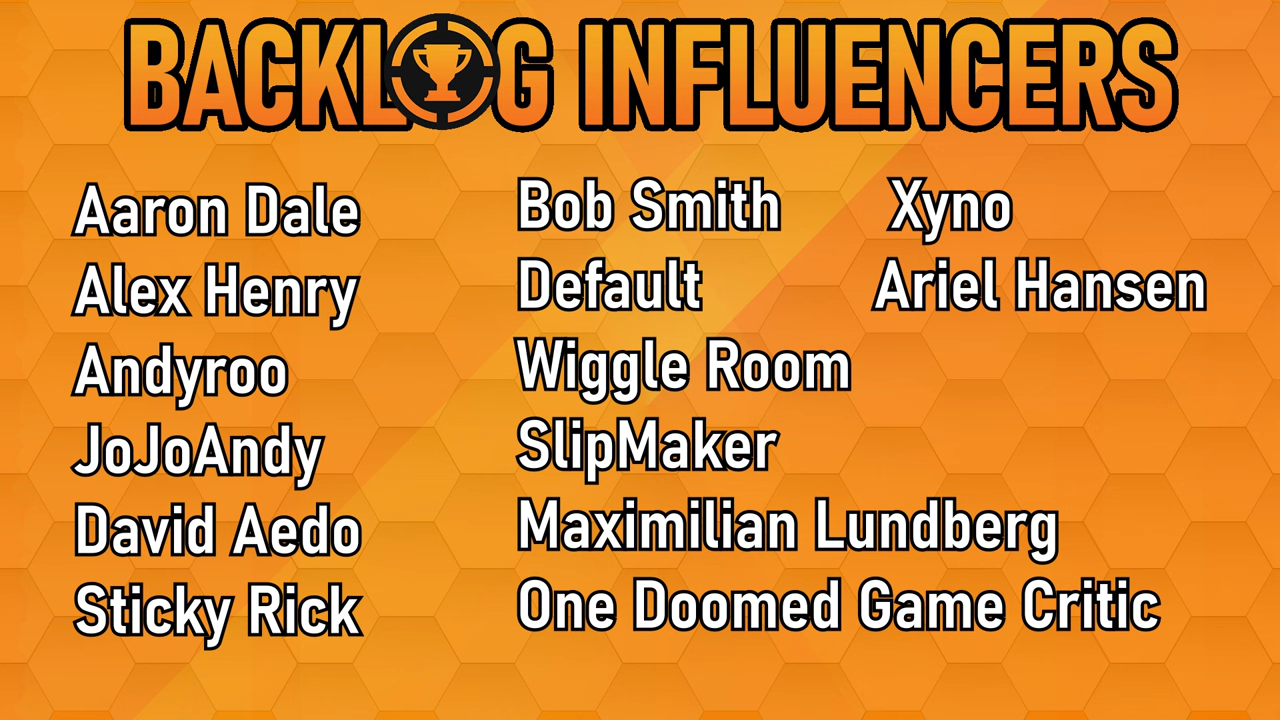 BACKLOG INFLUENCERS
Aaron Dale
Alex Henry
Andyroo
JoJoAndy
David Aedo
Sticky Rick
Bob Smith
Default
Wiggle Room
SlipMaker
Maximilian Lundberg
One Doomed Game Critic
Xyno
Ariel Hansen